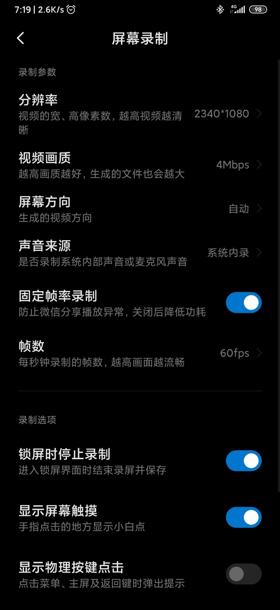 7:19 | 2.6K/s
4G
98
屏幕录制
录制参数
分辨率
视频的宽、高像素数，越高视频越清
晰
2340*1080
视频画质
越高画质越好，生成的文件也会越大
4Mbps
屏幕方向
生成的视频方向
自动
声音来源
是否录制系统内部声音或麦克风声音
系统内录
固定帧率录制
防止微信分享播放异常，关闭后降低功耗
帧数
每秒钟录制的帧数，越高画面越流畅
60fps
录制选项
锁屏时停止录制
进入锁屏界面时结束录屏并保存
显示屏幕触摸
手指点击的地方显示小白点
显示物理按键点击
点击菜单、主屏及返回键时弹出提示